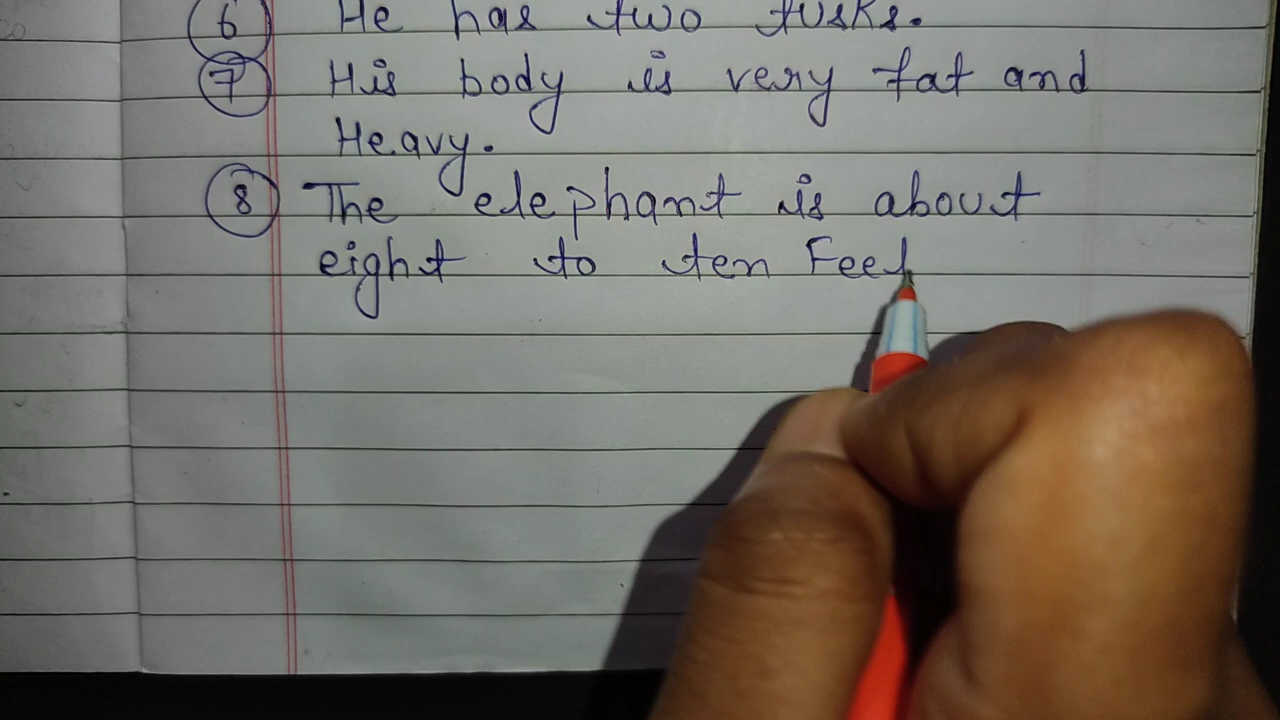 6 He has two tusks.
7 His body is very fat and
Heavy.
8 The elephant is about
eight to ten Feet